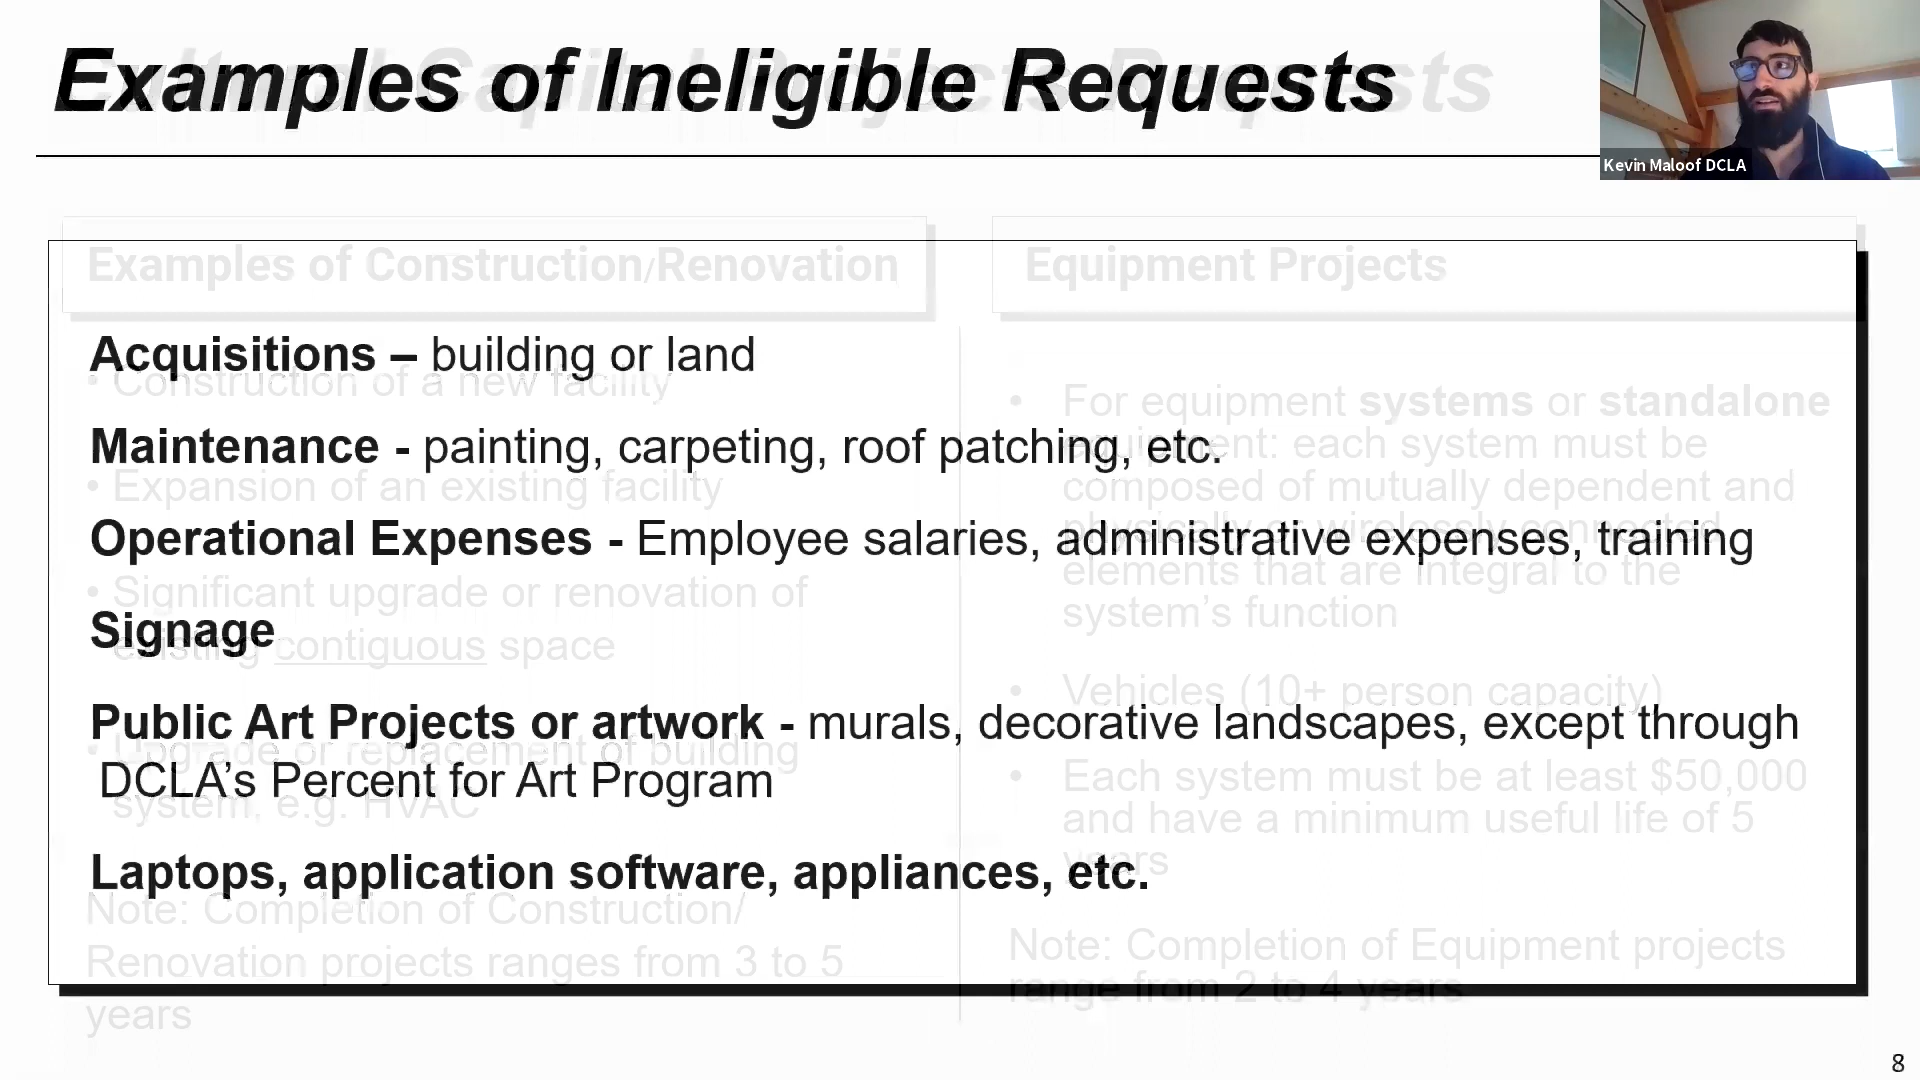 Examples of Ineligible Requests
Kevin Maloof DCLA
Acquisitions – building or land
Maintenance - painting, carpeting, roof patching, etc.
Operational Expenses - Employee salaries, administrative expenses, training
Signage
Public Art Projects or artwork - murals, decorative landscapes, except through
DCLA's Percent for Art Program
Laptops, application software, appliances, etc.
Capital Projects Requests
Examples of Construction/Renovation
• Construction of a new facility
• Expansion of an existing facility
• Significant upgrade or renovation of
existing contiguous space
• Upgrade or replacement of building
system, e.g. HVAC
Note: Completion of Construction/
Renovation projects ranges from 3 to 5
years
Equipment Projects
• For equipment systems or standalone
equipment: each system must be
composed of mutually dependent and
physically or wirelessly connected
elements that are integral to the
system's function
• Vehicles (10+ person capacity)
• Each system must be at least $50,000
and have a minimum useful life of 5
years
Note: Completion of Equipment projects
range from 2 to 4 years
8